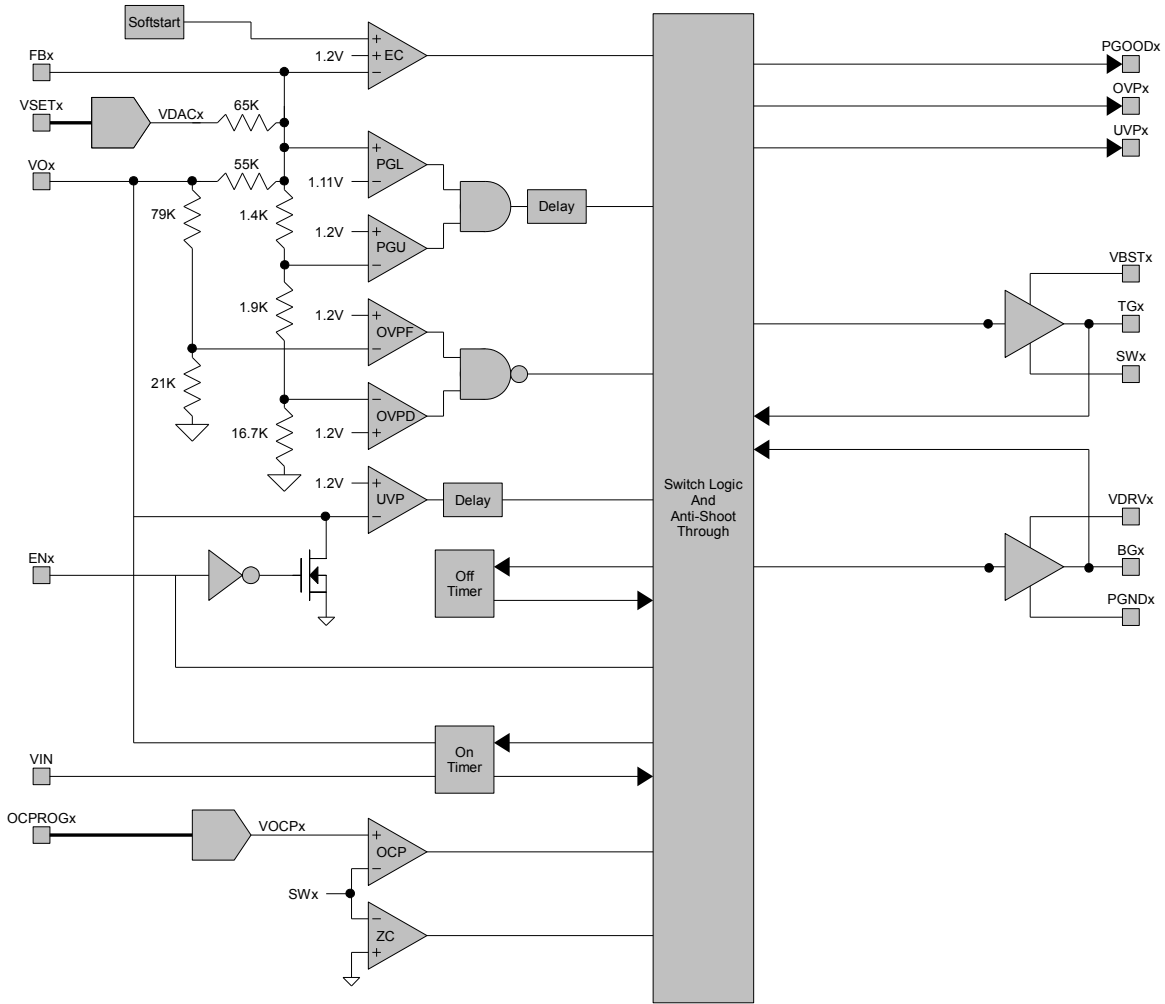 Softstart
FBx
1.2V
+
+
−
EC
PGOODx
OVPx
UVPx
VSETx
VDACx
65K
VOx
55K
+
−
PGL
1.11V
79K
1.4K
Delay
1.2V
+
−
PGU
1.9K
1.2V
+
−
OVPF
21K
16.7K
−
+
OVPD
1.2V
VBSTx
TGx
SWx
1.2V
+
−
UVP
Delay
Switch Logic
And
Anti-Shoot
Through
VDRVx
BGx
PGNDx
ENx
Off
Timer
VIN
On
Timer
OCPROGx
VOCPx
+
−
OCP
SWx
−
+
ZC